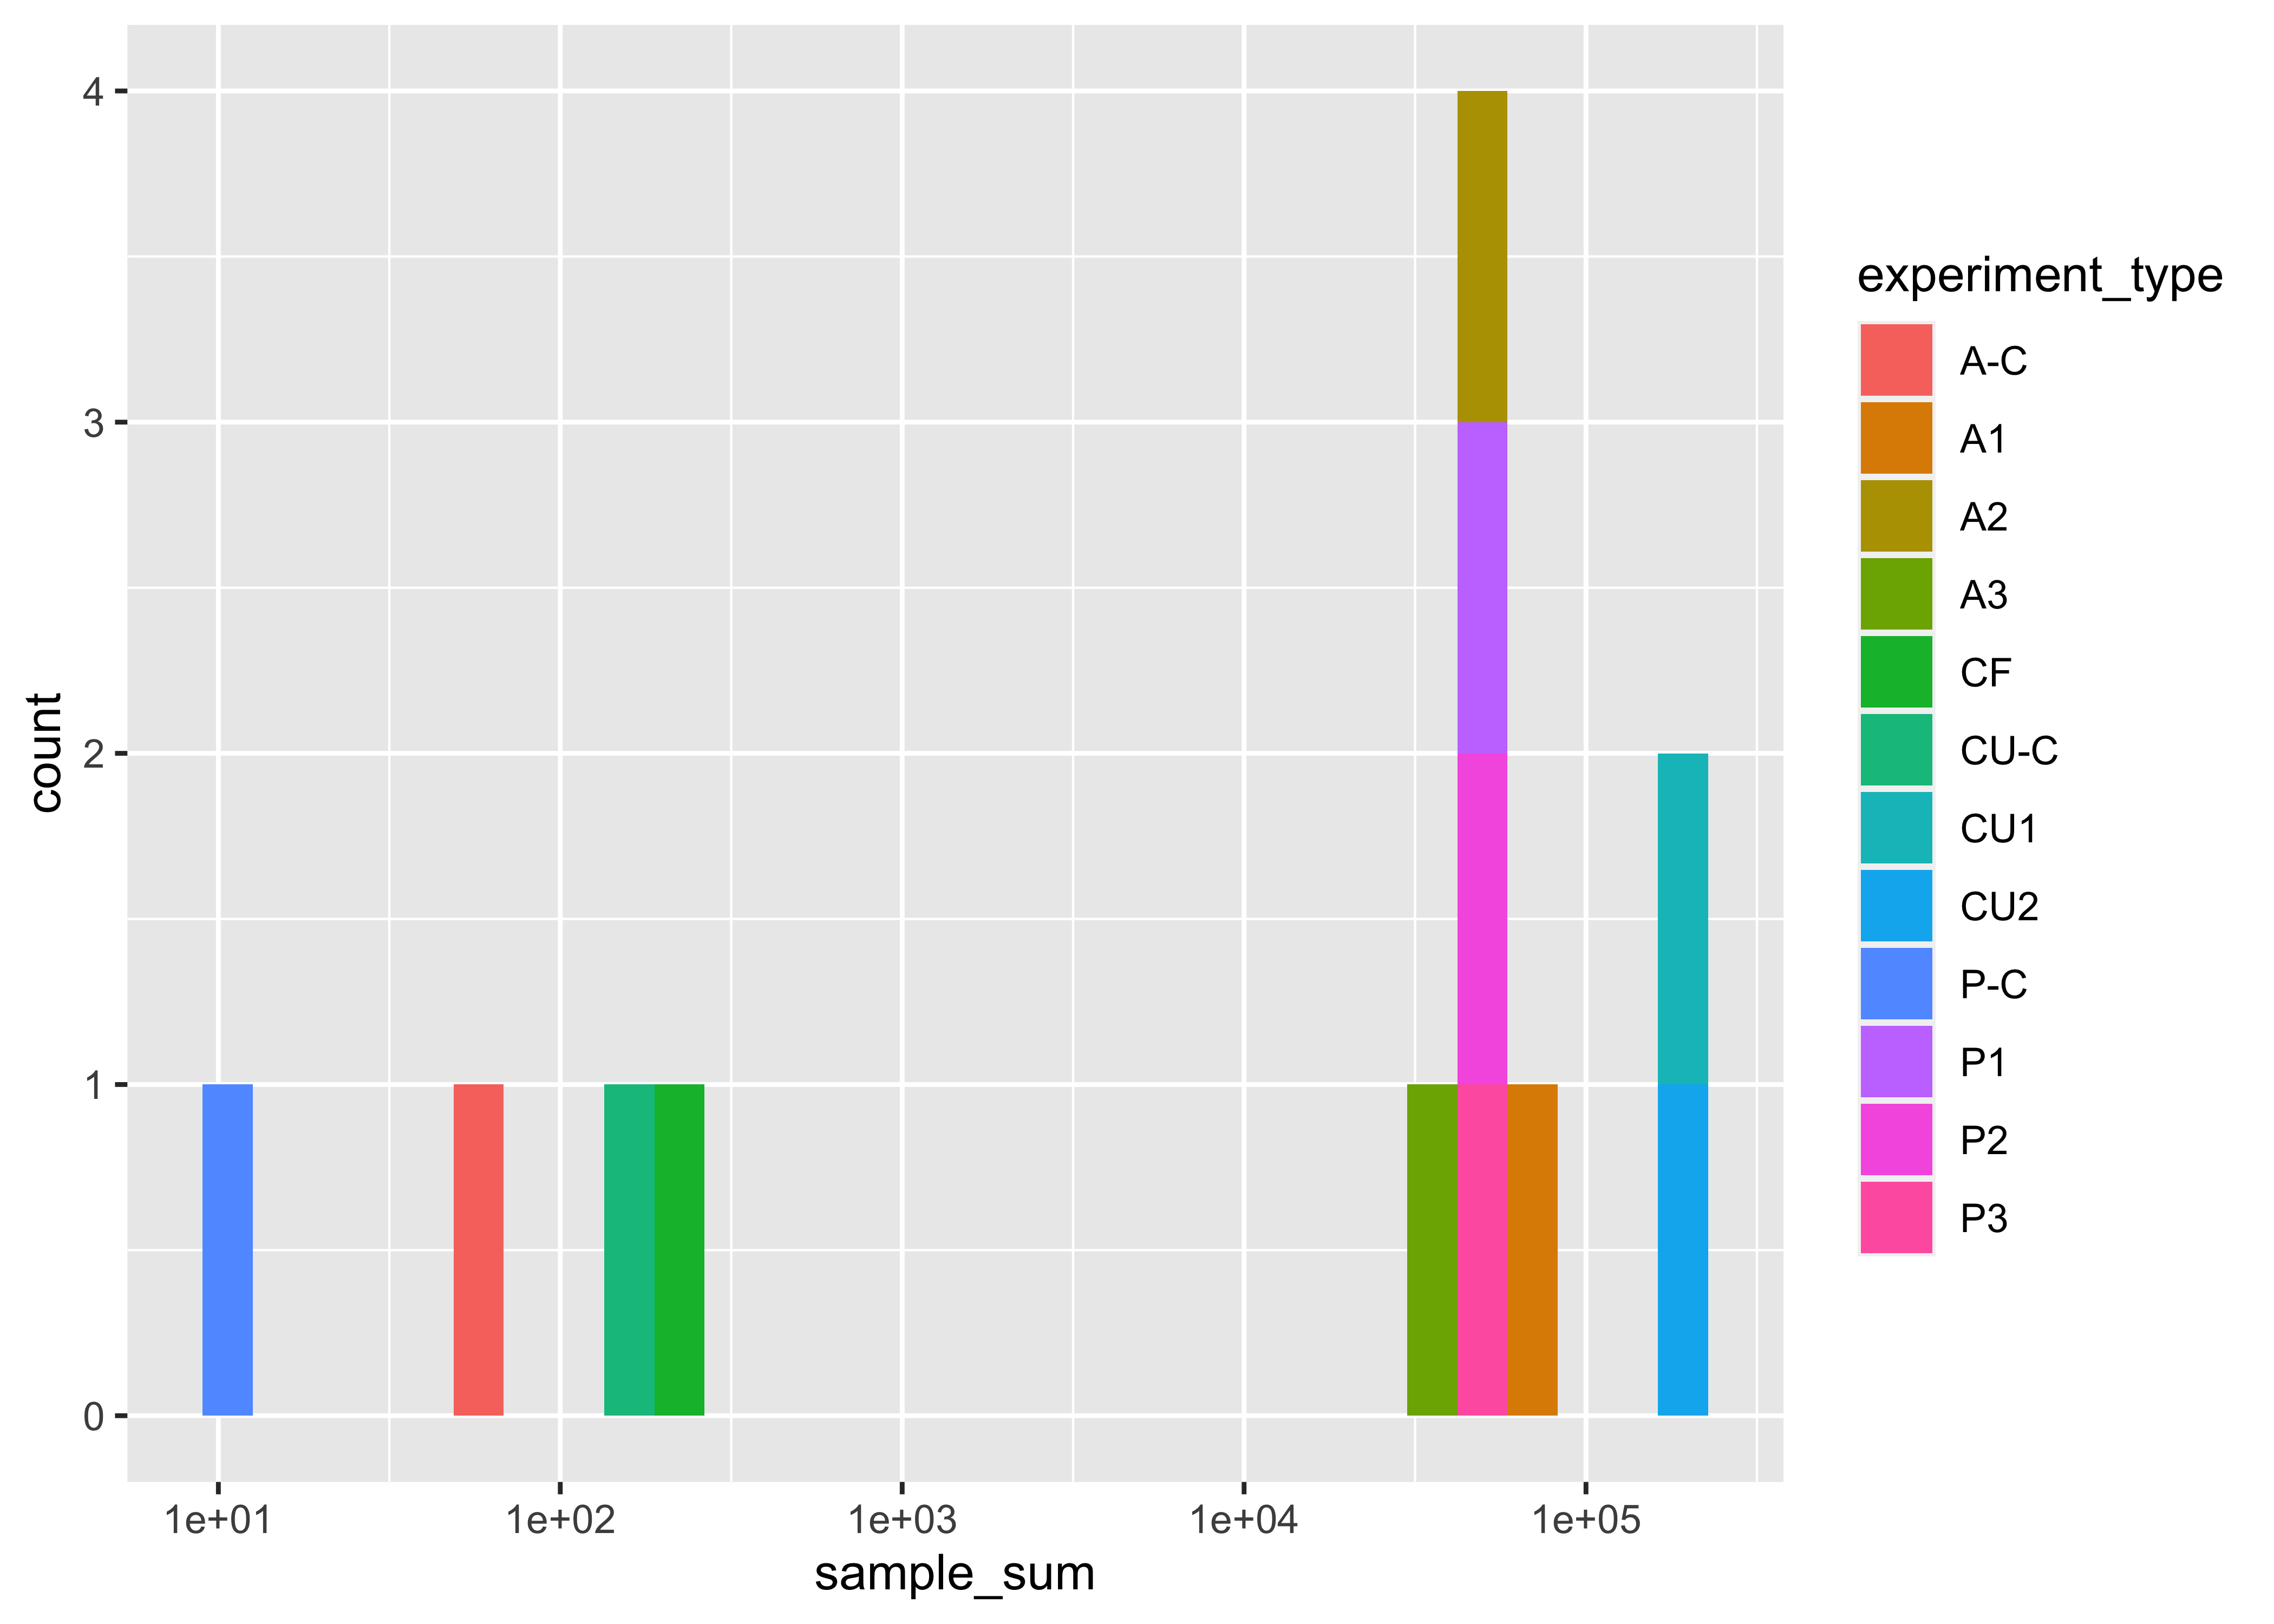 4
3
2
1
0
count
1e+01 1e+02 1e+03 1e+04 1e+05
sample_sum
experiment_type
A-C
A1
A2
A3
CF
CU-C
CU1
CU2
P-C
P1
P2
P3